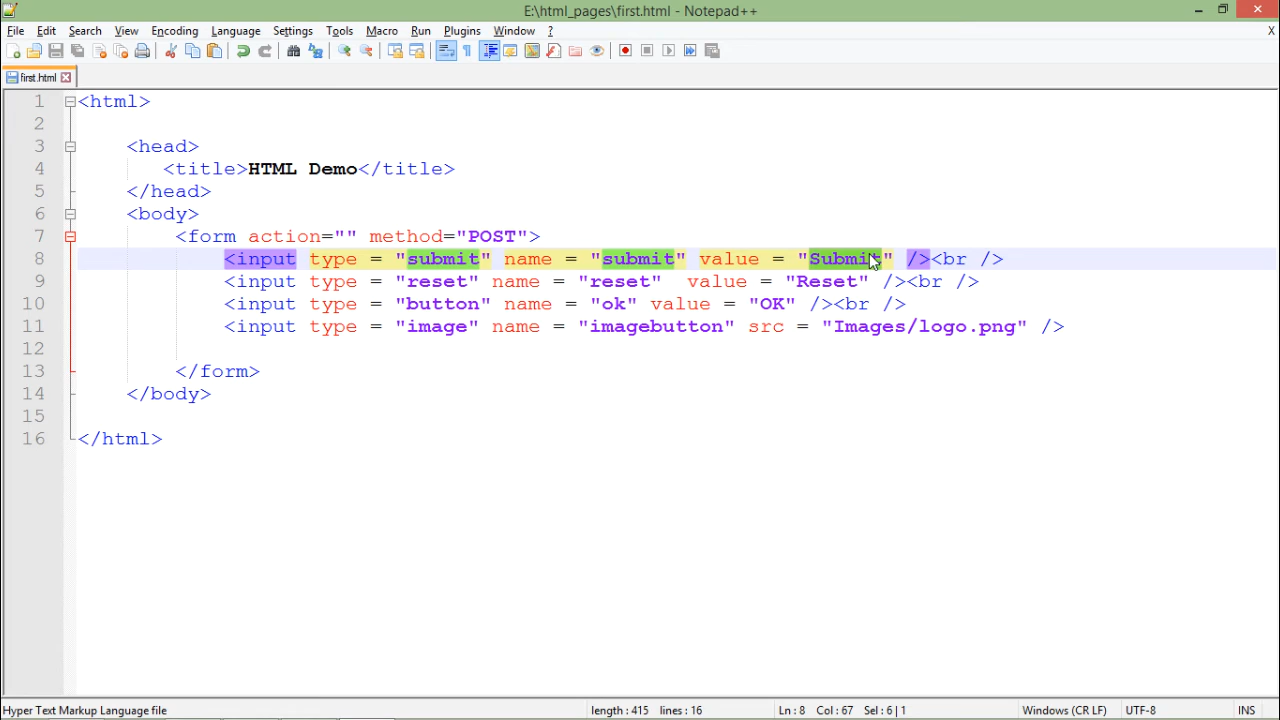 E:\html_pages\first.html - Notepad++
File Edit Search View Encoding Language Settings Tools Macro Run Plugins Window ? X
first.html
1 <html>
2
3 <head>
4 <title>HTML Demo</title>
5 </head>
6 <body>
7 <form action="" method="POST">
8 <input type = "submit" name = "submit" value = "Submit" /><br />
9 <input type = "reset" name = "reset"  value = "Reset" /><br />
10 <input type = "button" name = "ok" value = "OK" /><br />
11 <input type = "image" name = "imagebutton" src = "Images/logo.png" />
12
13 </form>
14 </body>
15
16 </html>
Hyper Text Markup Language file length : 415 lines : 16 Ln : 8 Col : 67 Sel : 6 | 1 Windows (CR LF) UTF-8 INS